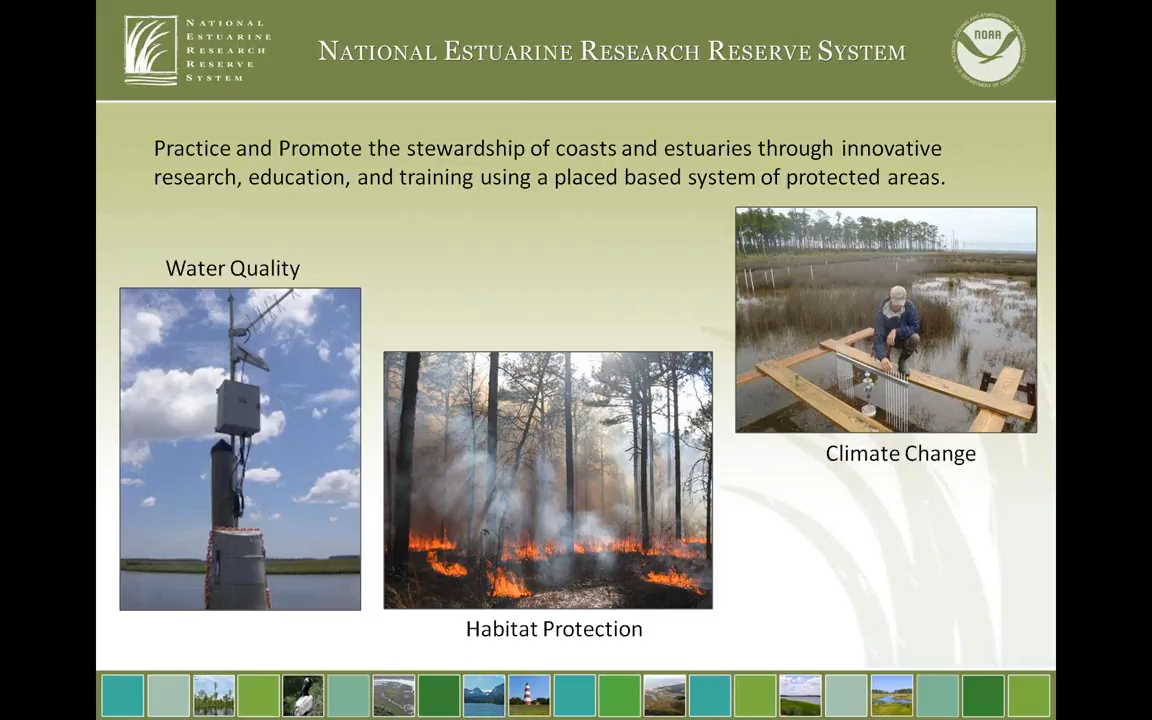 NATIONAL
ESTUARINE
RESEARCH
RESERVE
SYSTEM
NATIONAL ESTUARINE RESEARCH RESERVE SYSTEM
NOAA
Practice and Promote the stewardship of coasts and estuaries through innovative
research, education, and training using a placed based system of protected areas.
Water Quality
Climate Change
Habitat Protection